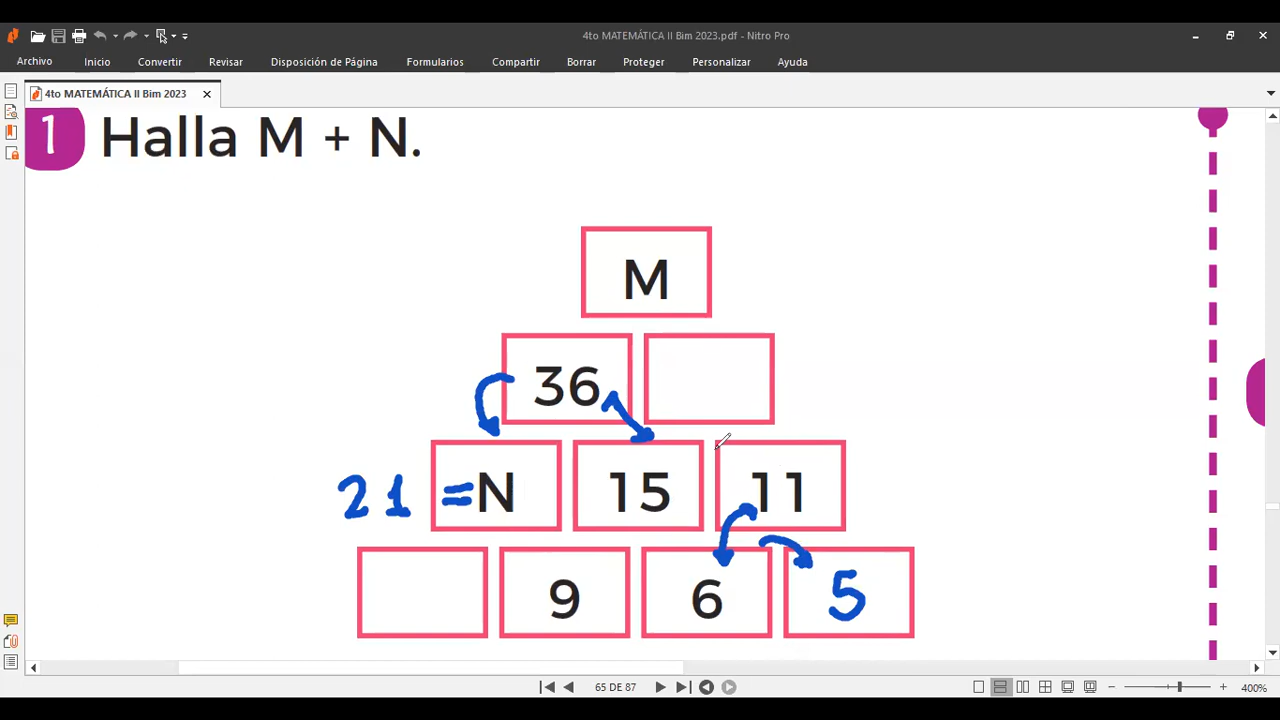 4to MATEMÁTICA II Bim 2023.pdf - Nitro Pro
Archivo Inicio Convertir Revisar Disposición de Página Formularios Compartir Borrar Proteger Personalizar Ayuda
4to MATEMÁTICA II Bim 2023
1 Halla M + N.
M
36
21 = N 15 11
9 6 5
65 DE 87
400%